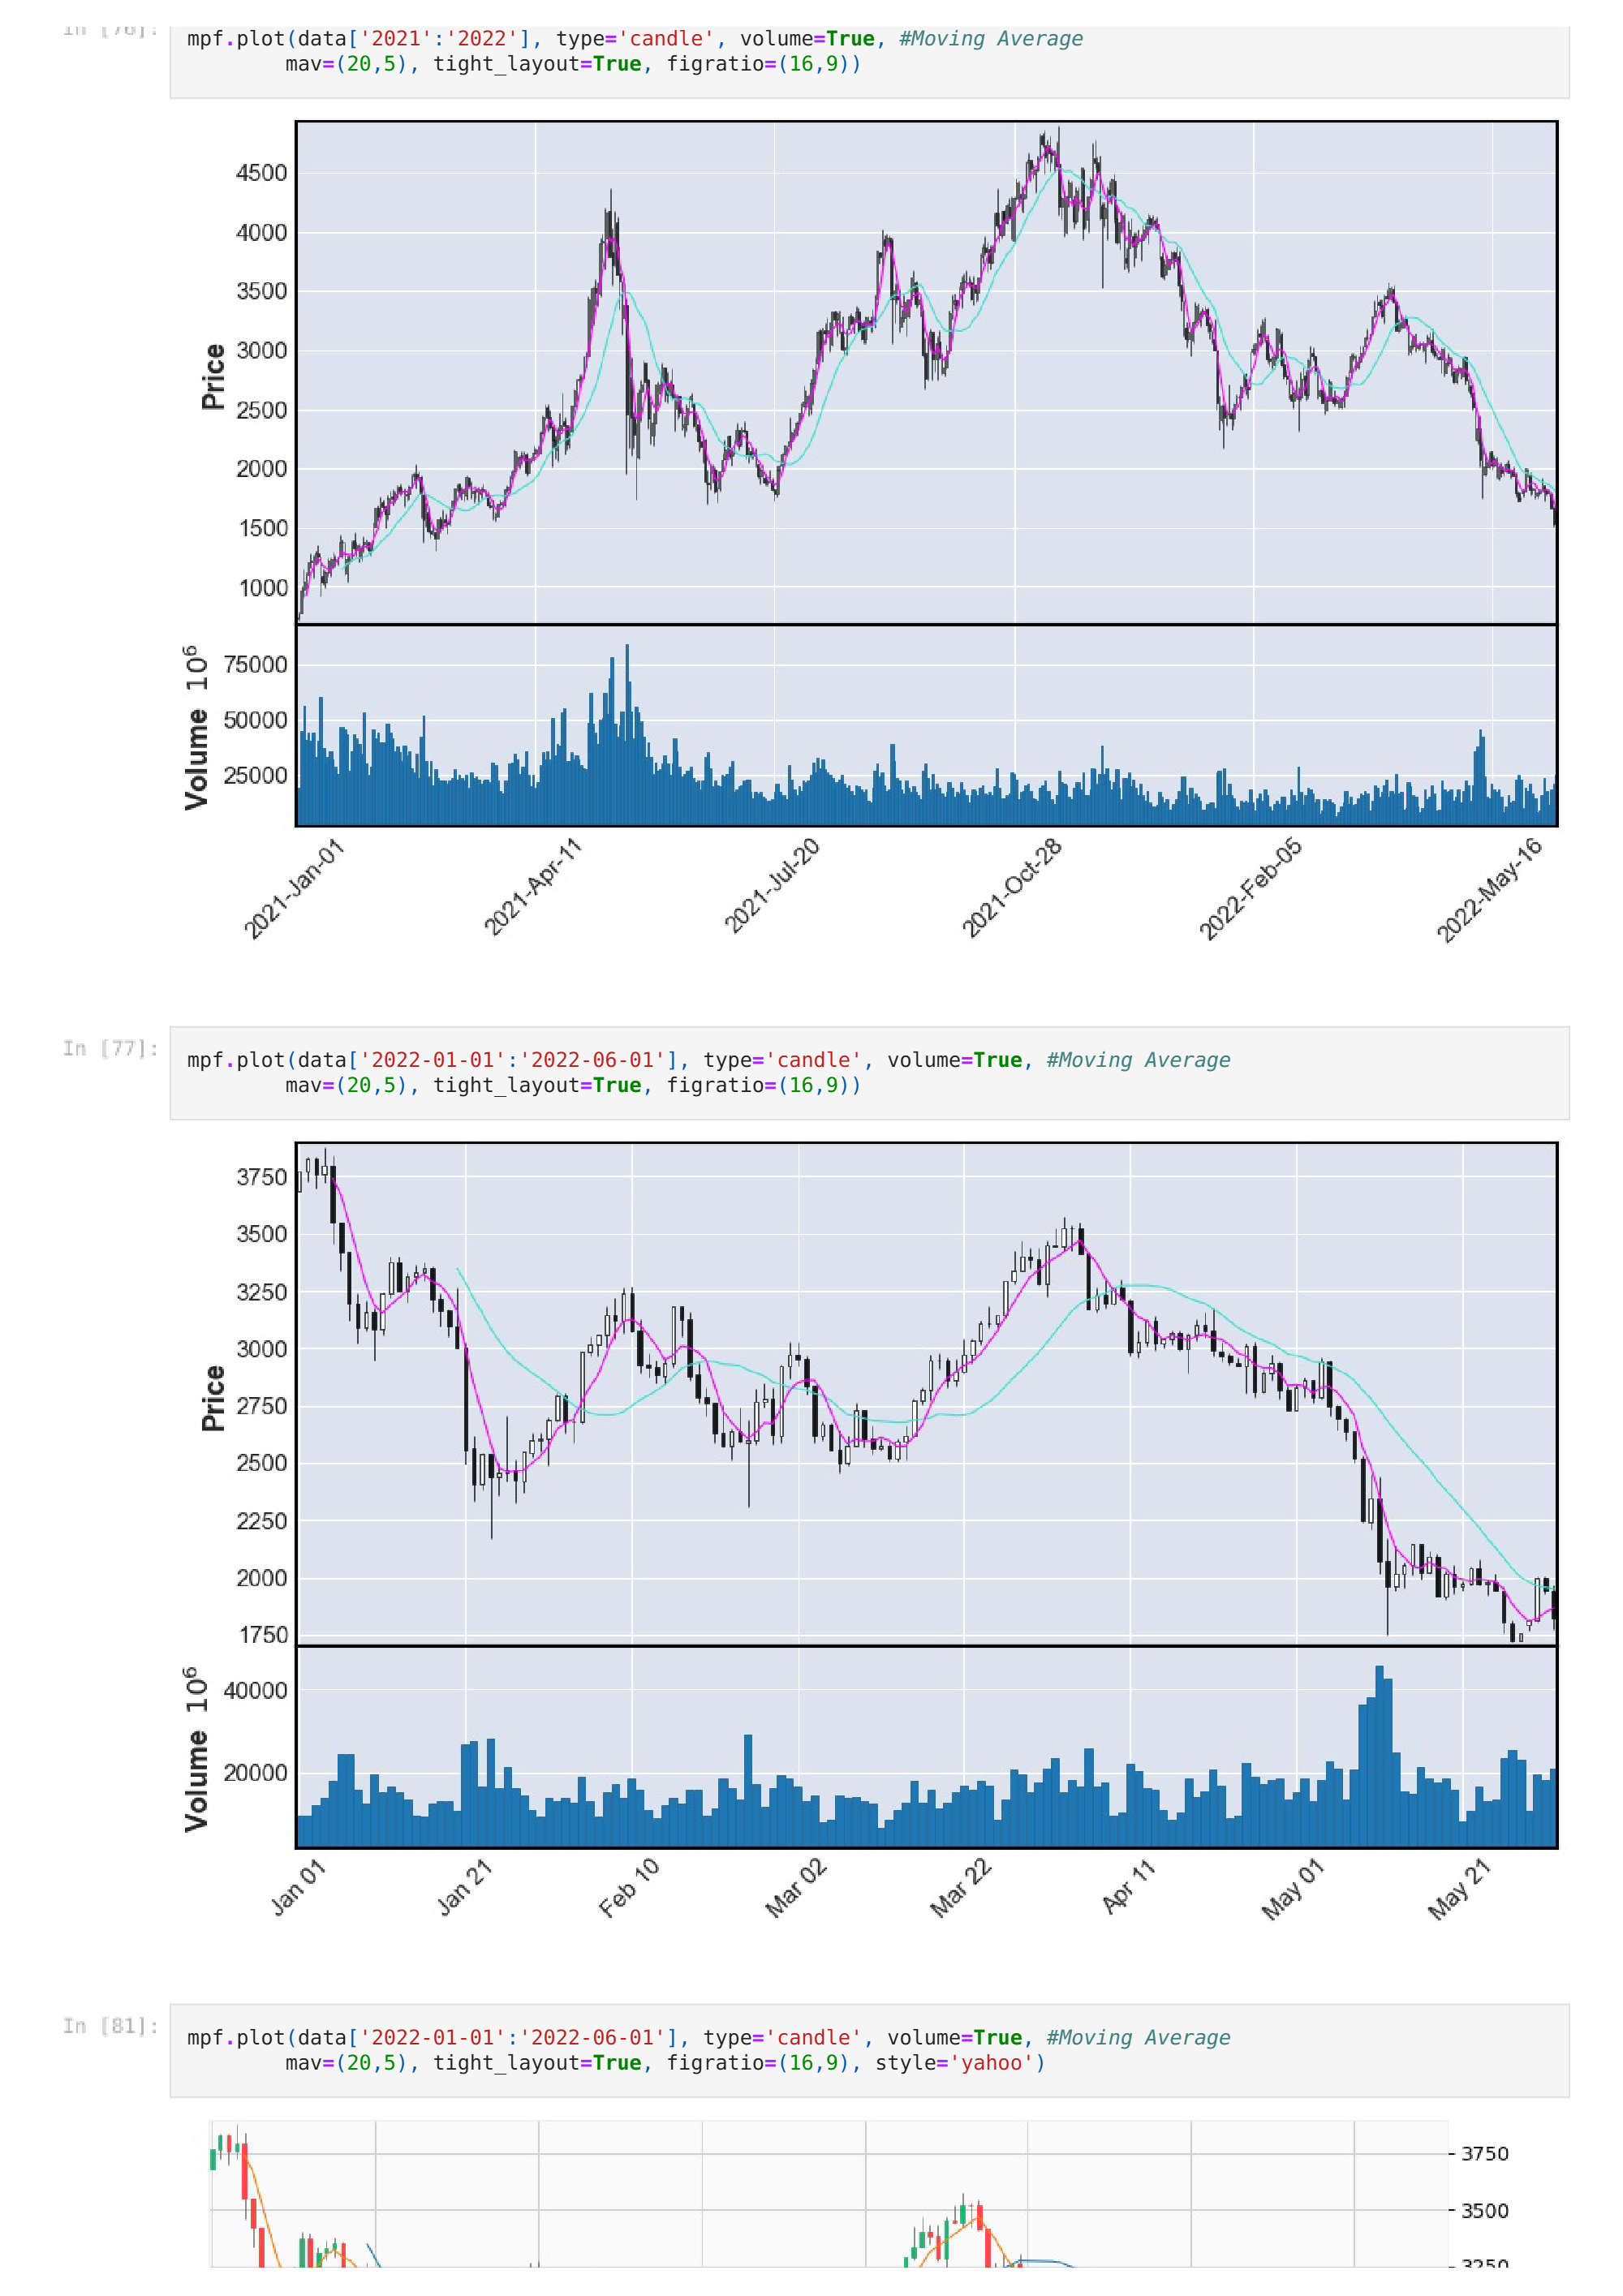 In [76]:
mpf.plot(data['2021':'2022'], type='candle', volume=True, #Moving Average
mav=(20,5), tight_layout=True, figratio=(16,9))
4500
4000
3500
3000
2500
2000
1500
1000
Price
75000
50000
25000
Volume 10⁶
2021-Jan-01
2021-Apr-11
2021-Jul-20
2021-Oct-28
2022-Feb-05
2022-May-16
In [77]:
mpf.plot(data['2022-01-01':'2022-06-01'], type='candle', volume=True, #Moving Average
mav=(20,5), tight_layout=True, figratio=(16,9))
3750
3500
3250
3000
2750
2500
2250
2000
1750
Price
40000
20000
Volume 10⁶
Jan 01
Jan 21
Feb 10
Mar 02
Mar 22
Apr 11
May 01
May 21
In [81]:
mpf.plot(data['2022-01-01':'2022-06-01'], type='candle', volume=True, #Moving Average
mav=(20,5), tight_layout=True, figratio=(16,9), style='yahoo')
3750
3500
3250